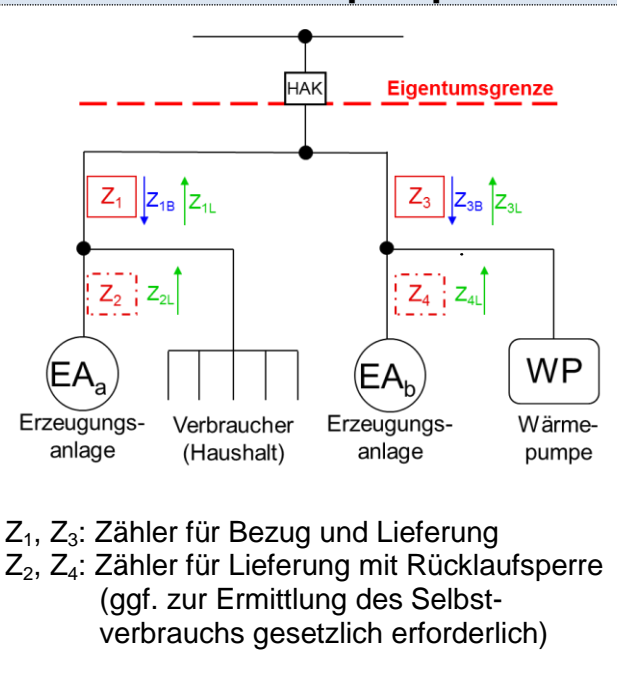 HAK
Eigentumsgrenze
Z₁ Z₁B Z₁L
Z₃ Z₃B Z₃L
Z₂ Z₂L
Z₄ Z₄L
EAₐ
EA_b
WP
Erzeugungs-
anlage
Verbraucher
(Haushalt)
Erzeugungs-
anlage
Wärme-
pumpe
Z₁, Z₃: Zähler für Bezug und Lieferung
Z₂, Z₄: Zähler für Lieferung mit Rücklaufsperre
(ggf. zur Ermittlung des Selbst-
verbrauchs gesetzlich erforderlich)